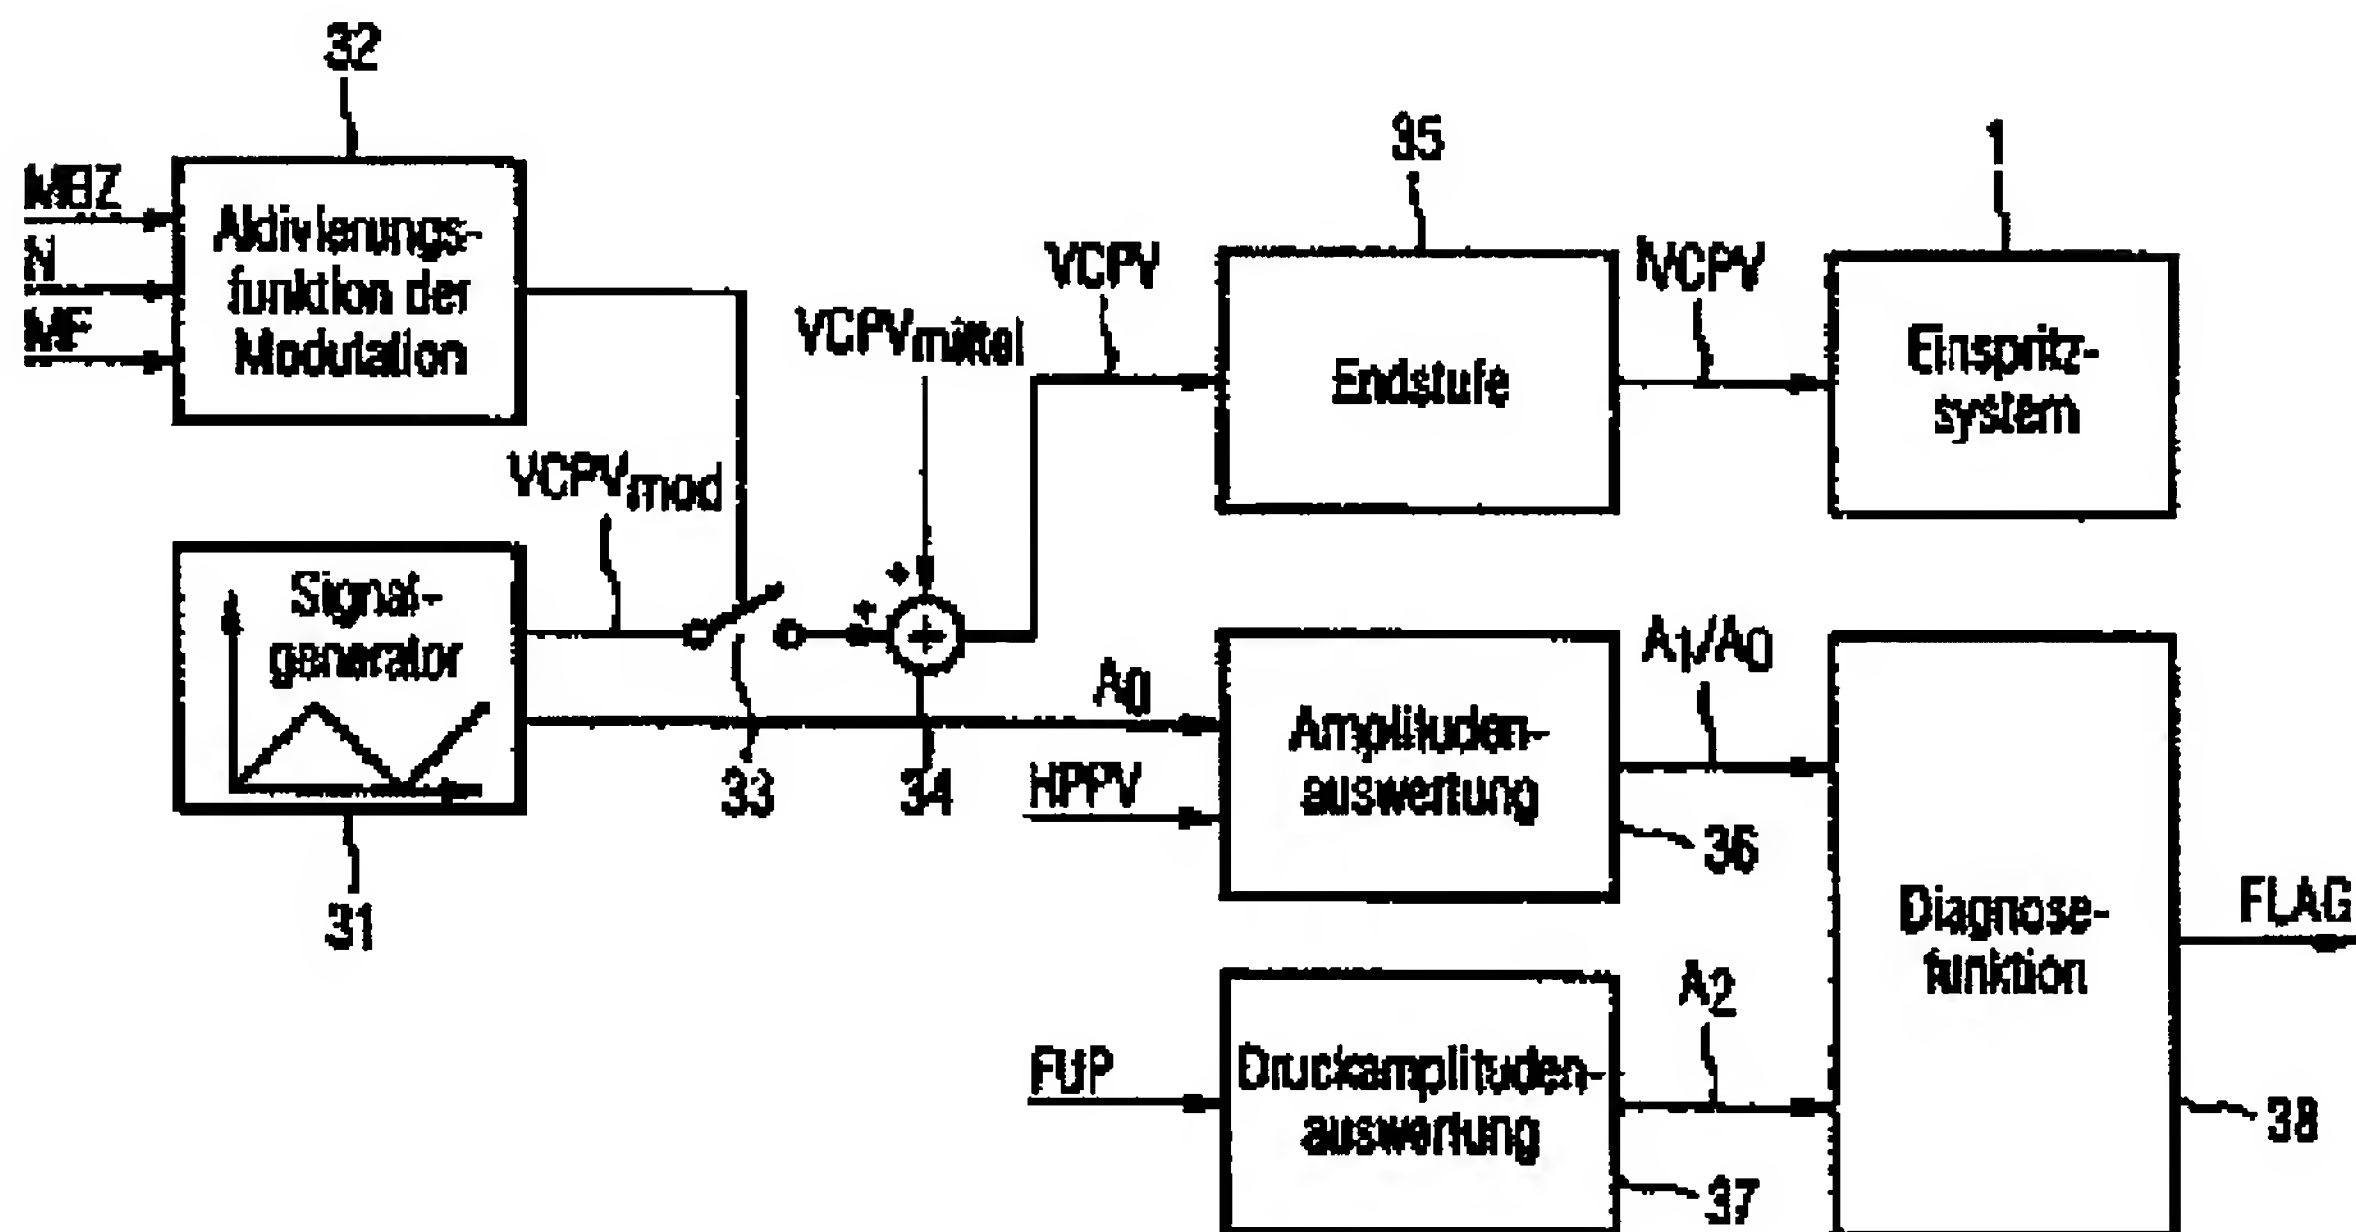 32
35
1
MBZ
N
MF
Aktivierungs-
funktion der
Modulation
VCPV
IVCPV
VCPVmittel
Endstufe
Einspritz-
system
VCPVmod
Signal-
generator
+
+
+
A0
A1/A0
33
34
HPPV
Amplituden-
auswertung
36
31
Diagnose-
funktion
FLAG
FUP
Druckamplituden-
auswertung
A2
38
37